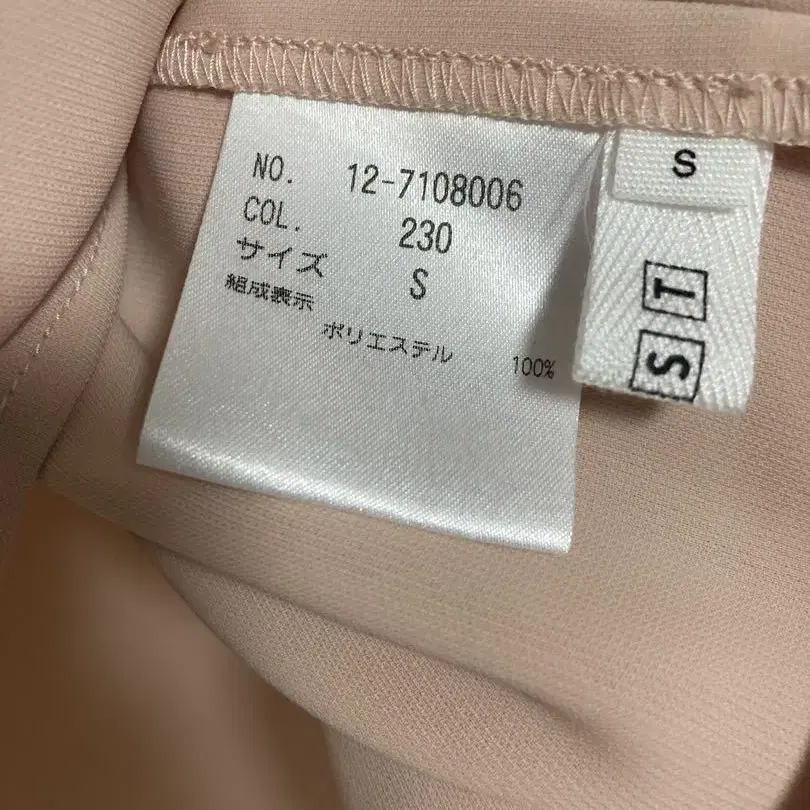 NO. 12-7108006
COL. 230
サイズ S
組成表示
ポリエステル 100%
S
T
S